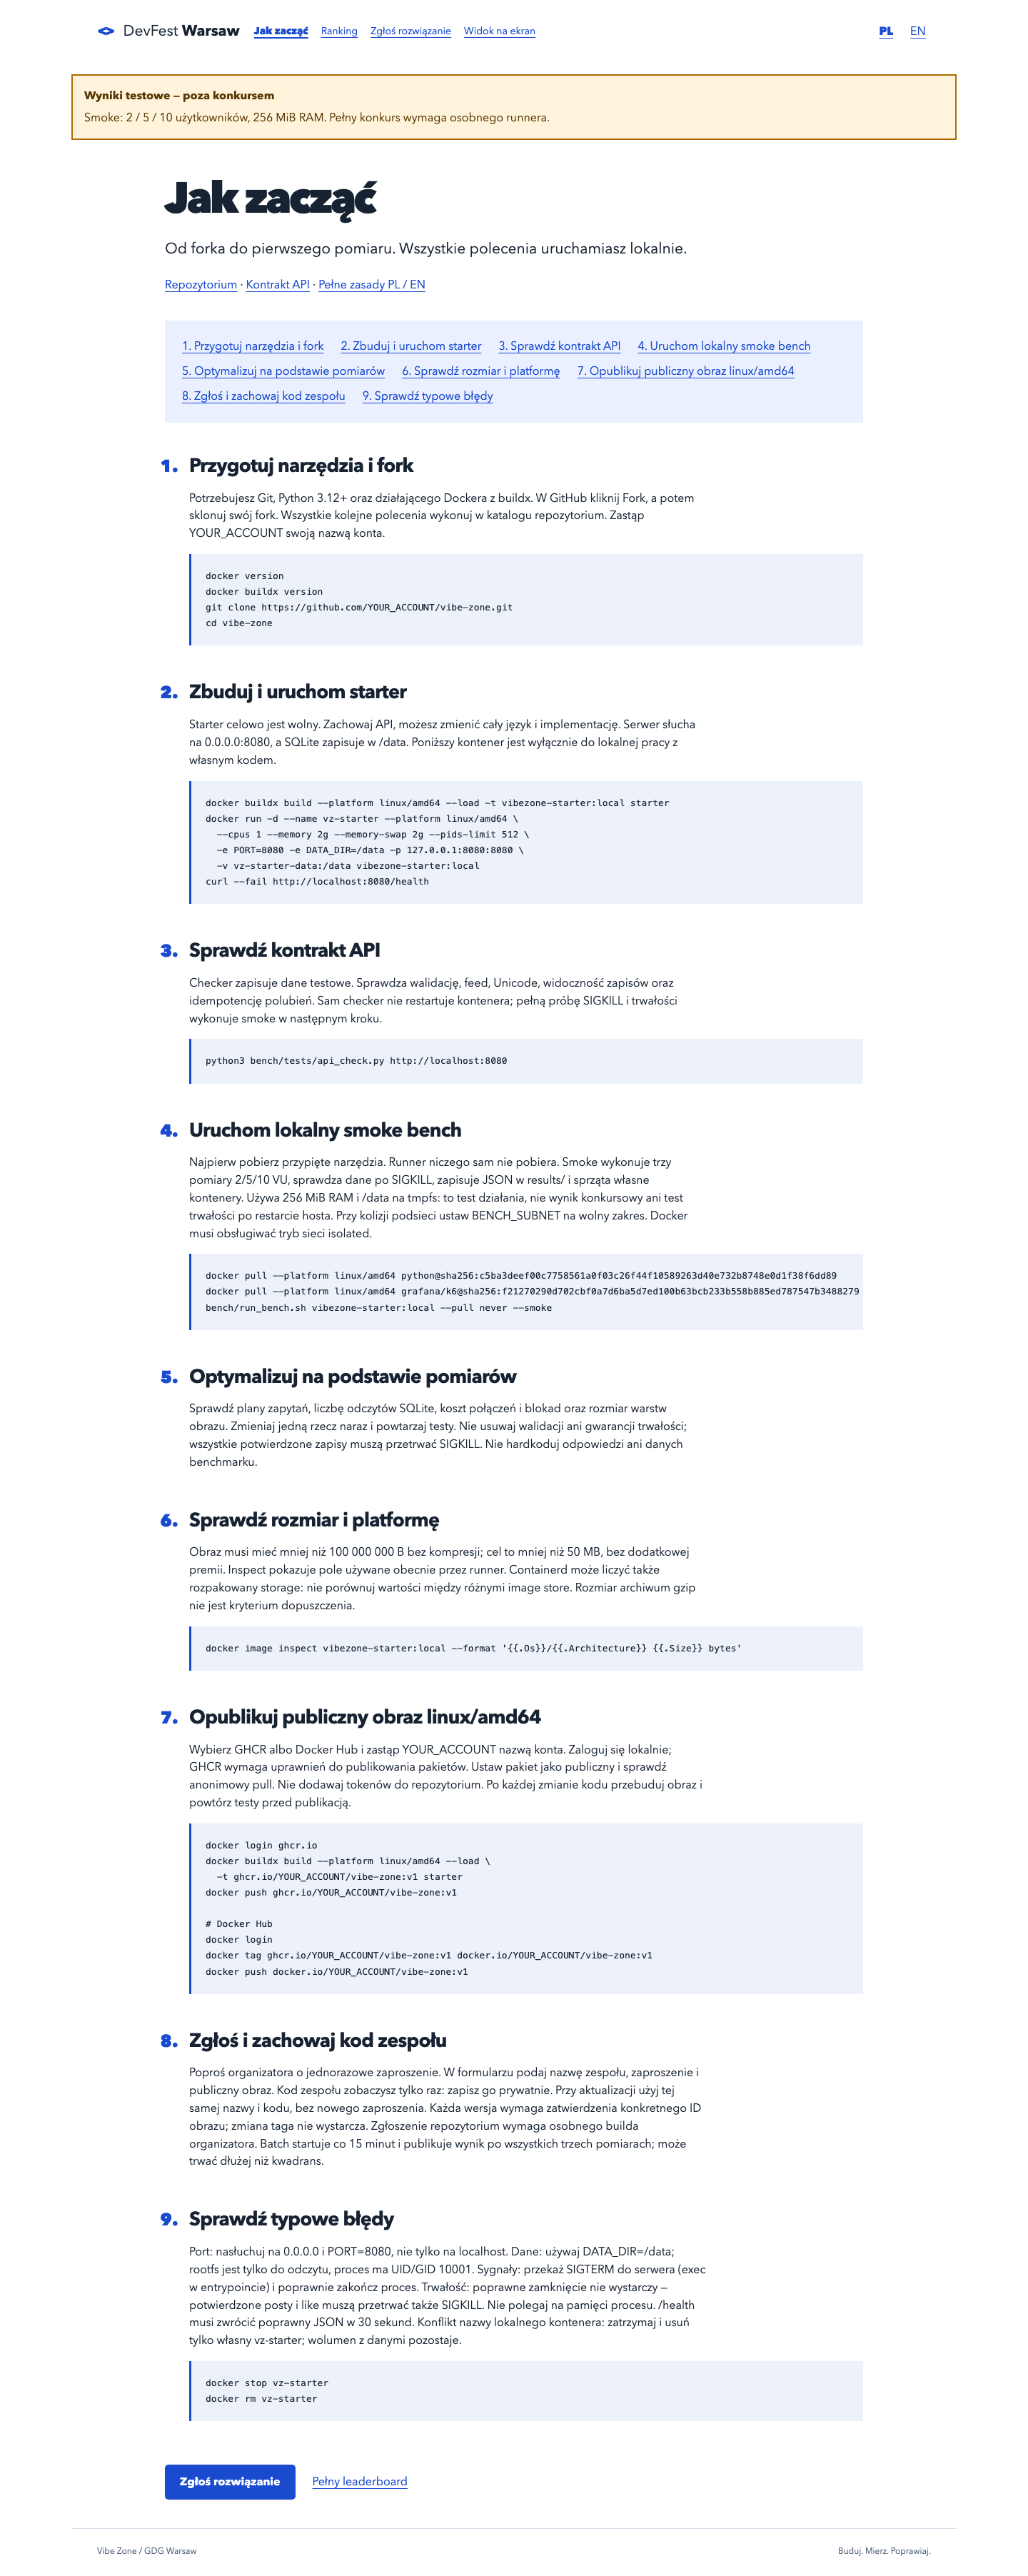 DevFest Warsaw Jak zacząć Ranking Zgłoś rozwiązanie Widok na ekran PL EN
Wyniki testowe — poza konkursem
Smoke: 2 / 5 / 10 użytkowników, 256 MiB RAM. Pełny konkurs wymaga osobnego runnera.
Jak zacząć
Od forka do pierwszego pomiaru. Wszystkie polecenia uruchamiasz lokalnie.
Repozytorium · Kontrakt API · Pełne zasady PL / EN
1. Przygotuj narzędzia i fork 2. Zbuduj i uruchom starter 3. Sprawdź kontrakt API 4. Uruchom lokalny smoke bench
5. Optymalizuj na podstawie pomiarów 6. Sprawdź rozmiar i platformę 7. Opublikuj publiczny obraz linux/amd64
8. Zgłoś i zachowaj kod zespołu 9. Sprawdź typowe błędy
1. Przygotuj narzędzia i fork
Potrzebujesz Git, Python 3.12+ oraz działającego Dockera z buildx. W GitHub kliknij Fork, a potem
sklonuj swój fork. Wszystkie kolejne polecenia wykonuj w katalogu repozytorium. Zastąp
YOUR_ACCOUNT swoją nazwą konta.
docker version
docker buildx version
git clone https://github.com/YOUR_ACCOUNT/vibe-zone.git
cd vibe-zone
2. Zbuduj i uruchom starter
Starter celowo jest wolny. Zachowaj API, możesz zmienić cały język i implementację. Serwer słucha
na 0.0.0.0:8080, a SQLite zapisuje w /data. Poniższy kontener jest wyłącznie do lokalnej pracy z
własnym kodem.
docker buildx build --platform linux/amd64 --load -t vibezone-starter:local starter
docker run -d --name vz-starter --platform linux/amd64 \
--cpus 1 --memory 2g --memory-swap 2g --pids-limit 512 \
-e PORT=8080 -e DATA_DIR=/data -p 127.0.0.1:8080:8080 \
-v vz-starter-data:/data vibezone-starter:local
curl --fail http://localhost:8080/health
3. Sprawdź kontrakt API
Checker zapisuje dane testowe. Sprawdza walidację, feed, Unicode, widoczność zapisów oraz
idempotencję polubień. Sam checker nie restartuje kontenera; pełną próbę SIGKILL i trwałości
wykonuje smoke w następnym kroku.
python3 bench/tests/api_check.py http://localhost:8080
4. Uruchom lokalny smoke bench
Najpierw pobierz przypięte narzędzia. Runner niczego sam nie pobiera. Smoke wykonuje trzy
pomiary 2/5/10 VU, sprawdza dane po SIGKILL, zapisuje JSON w results/ i sprząta własne
kontenery. Używa 256 MiB RAM i /data na tmpfs: to test działania, nie wynik konkursowy ani test
trwałości po restarcie hosta. Przy kolizji podsieci ustaw BENCH_SUBNET na wolny zakres. Docker
musi obsługiwać tryb sieci isolated.
docker pull --platform linux/amd64 python@sha256:c5ba3deef00c7758561a0f03c26f44f10589263d40e732b8748e0d1f38f6dd89
docker pull --platform linux/amd64 grafana/k6@sha256:f21270290d702cbf0a7d6ba5d7ed100b63bcb233b558b885ed787547b3488279
bench/run_bench.sh vibezone-starter:local --pull never --smoke
5. Optymalizuj na podstawie pomiarów
Sprawdź plany zapytań, liczbę odczytów SQLite, koszt połączeń i blokad oraz rozmiar warstw
obrazu. Zmieniaj jedną rzecz naraz i powtarzaj testy. Nie usuwaj walidacji ani gwarancji trwałości;
wszystkie potwierdzone zapisy muszą przetrwać SIGKILL. Nie hardkoduj odpowiedzi ani danych
benchmarku.
6. Sprawdź rozmiar i platformę
Obraz musi mieć mniej niż 100 000 000 B bez kompresji; cel to mniej niż 50 MB, bez dodatkowej
premii. Inspect pokazuje pole używane obecnie przez runner. Containerd może liczyć także
rozpakowany storage: nie porównuj wartości między różnymi image store. Rozmiar archiwum gzip
nie jest kryterium dopuszczenia.
docker image inspect vibezone-starter:local --format '{{.Os}}/{{.Architecture}} {{.Size}} bytes'
7. Opublikuj publiczny obraz linux/amd64
Wybierz GHCR albo Docker Hub i zastąp YOUR_ACCOUNT nazwą konta. Zaloguj się lokalnie;
GHCR wymaga uprawnień do publikowania pakietów. Ustaw pakiet jako publiczny i sprawdź
anonimowy pull. Nie dodawaj tokenów do repozytorium. Po każdej zmianie kodu przebuduj obraz i
powtórz testy przed publikacją.
docker login ghcr.io
docker buildx build --platform linux/amd64 --load \
-t ghcr.io/YOUR_ACCOUNT/vibe-zone:v1 starter
docker push ghcr.io/YOUR_ACCOUNT/vibe-zone:v1
# Docker Hub
docker login
docker tag ghcr.io/YOUR_ACCOUNT/vibe-zone:v1 docker.io/YOUR_ACCOUNT/vibe-zone:v1
docker push docker.io/YOUR_ACCOUNT/vibe-zone:v1
8. Zgłoś i zachowaj kod zespołu
Poproś organizatora o jednorazowe zaproszenie. W formularzu podaj nazwę zespołu, zaproszenie i
publiczny obraz. Kod zespołu zobaczysz tylko raz: zapisz go prywatnie. Przy aktualizacji użyj tej
samej nazwy i kodu, bez nowego zaproszenia. Każda wersja wymaga zatwierdzenia konkretnego ID
obrazu; zmiana taga nie wystarcza. Zgłoszenie repozytorium wymaga osobnego builda
organizatora. Batch startuje co 15 minut i publikuje wynik po wszystkich trzech pomiarach; może
trwać dłużej niż kwadrans.
9. Sprawdź typowe błędy
Port: nasłuchuj na 0.0.0.0 i PORT=8080, nie tylko na localhost. Dane: używaj DATA_DIR=/data;
rootfs jest tylko do odczytu, proces ma UID/GID 10001. Sygnały: przekaż SIGTERM do serwera (exec
w entrypoincie) i poprawnie zakończ proces. Trwałość: poprawne zamknięcie nie wystarczy —
potwierdzone posty i like muszą przetrwać także SIGKILL. Nie polegaj na pamięci procesu. /health
musi zwrócić poprawny JSON w 30 sekund. Konflikt nazwy lokalnego kontenera: zatrzymaj i usuń
tylko własny vz-starter; wolumen z danymi pozostaje.
docker stop vz-starter
docker rm vz-starter
Zgłoś rozwiązanie Pełny leaderboard
Vibe Zone / GDG Warsaw Buduj. Mierz. Poprawiaj.